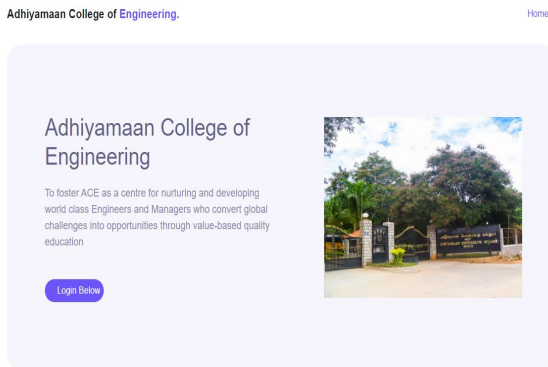 Adhiyamaan College of Engineering.
Home
Adhiyamaan College of
Engineering
To foster ACE as a centre for nurturing and developing
world class Engineers and Managers who convert global
challenges into opportunities through value-based quality
education
Login Below